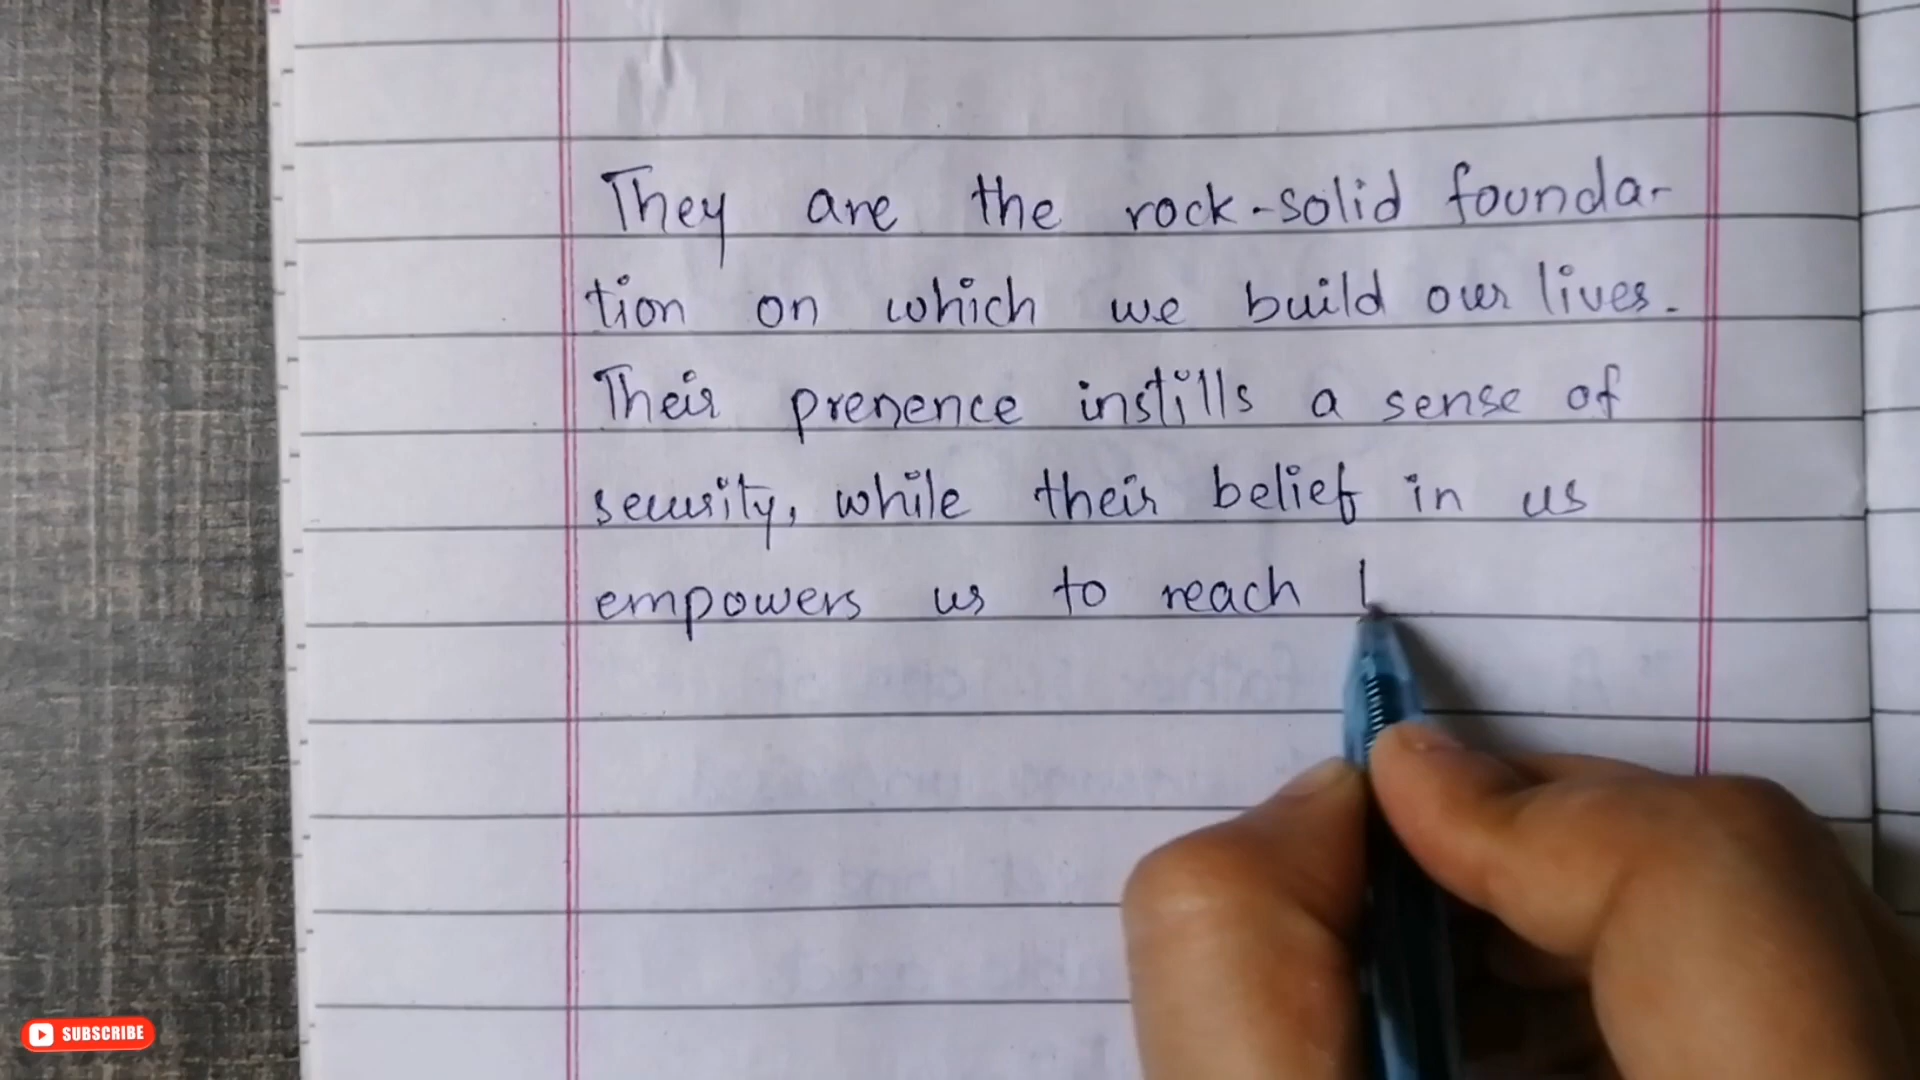 They are the rock-solid founda-
tion on which we build our lives.
Their presence instills a sense of
security, while their belief in us
empowers us to reach
SUBSCRIBE